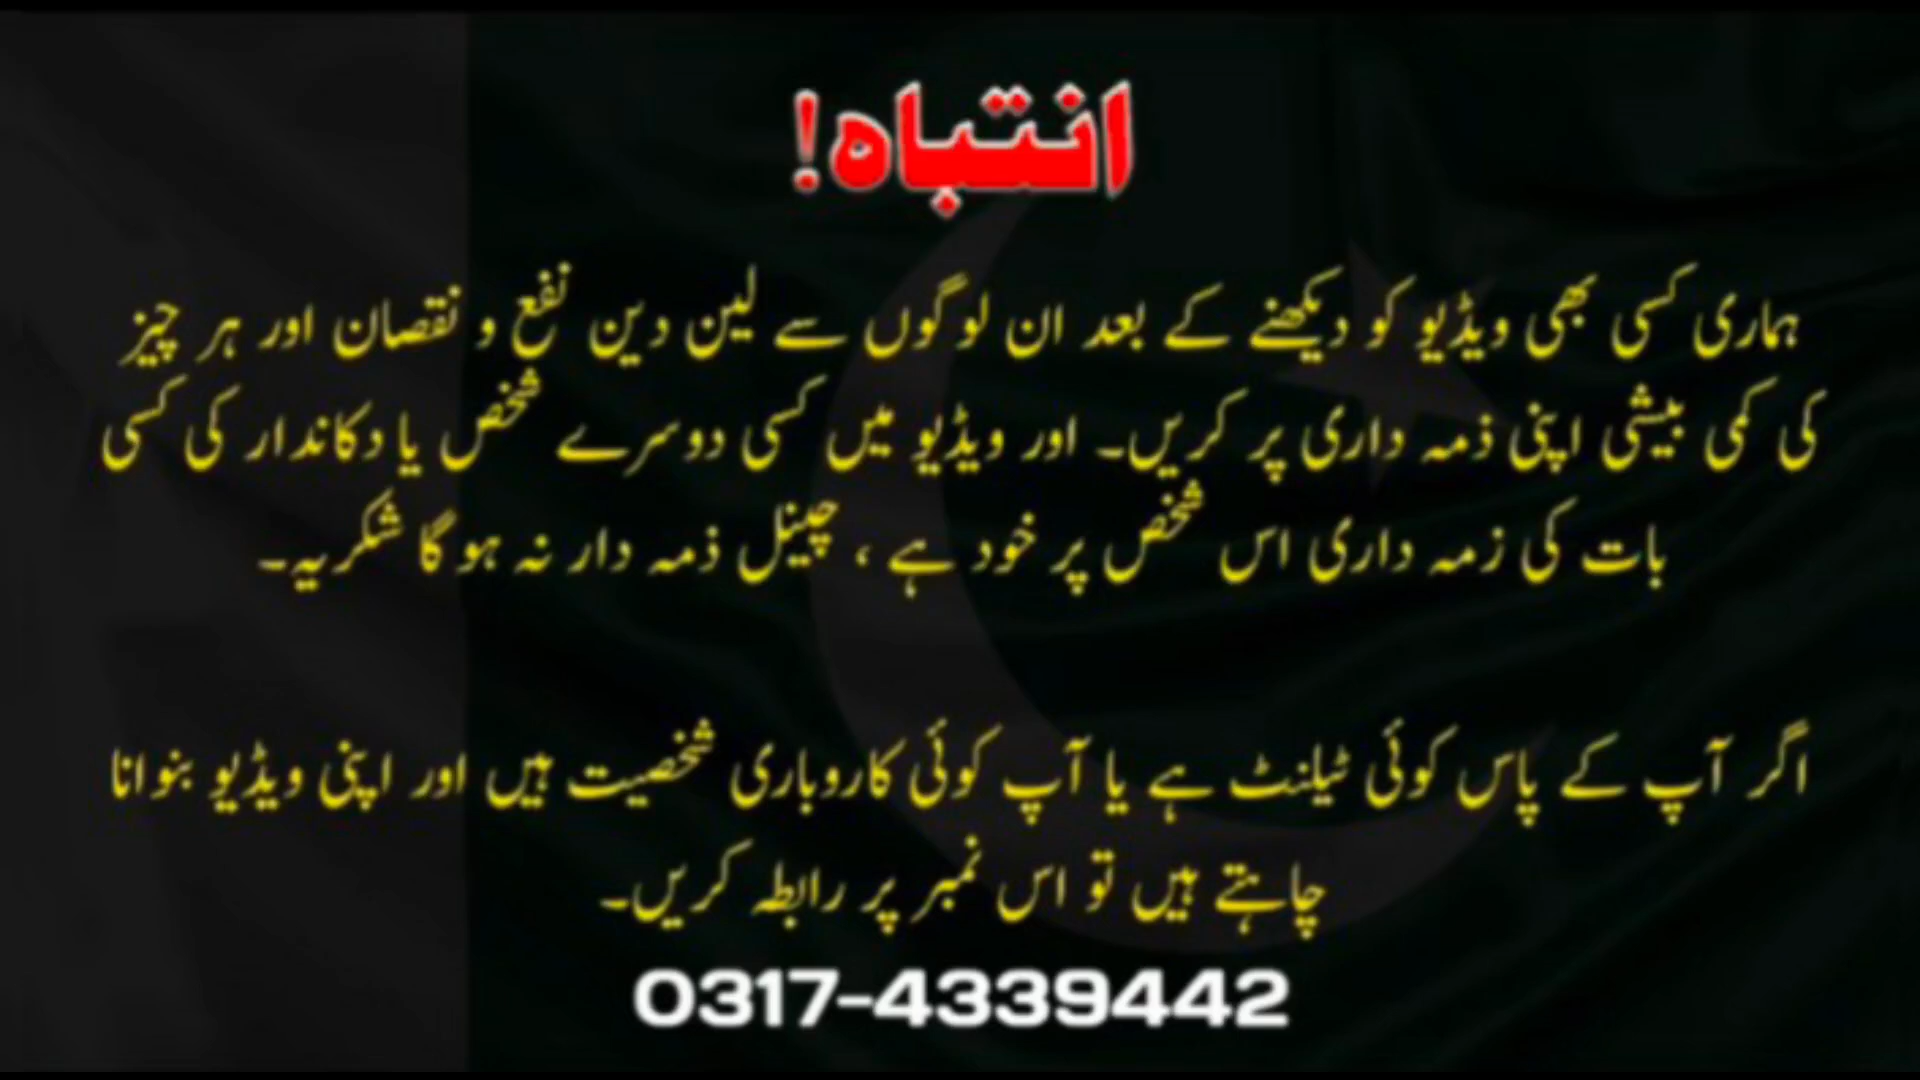 انتباہ!
ہماری کسی بھی ویڈیو کو دیکھنے کے بعد ان لوگوں سے لین دین نفع و نقصان اور ہر چیز
کی کمی بیشی اپنی ذمہ داری پر کریں۔ اور ویڈیو میں کسی دوسرے شخص یا دکاندار کی کسی
بات کی زمہ داری اس شخص پر خود ہے ، چینل ذمہ دار نہ ہو گا شکریہ۔
اگر آپ کے پاس کوئی ٹیلنٹ ہے یا آپ کوئی کاروباری شخصیت ہیں اور اپنی ویڈیو بنوانا
چاہتے ہیں تو اس نمبر پر رابطہ کریں۔
0317-4339442